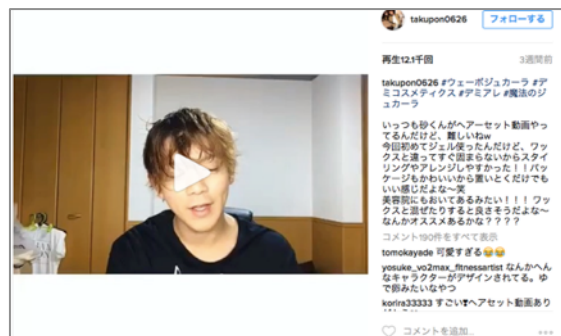 takupon0626
フォローする
再生12.1千回
3週間前
takupon0626 #ウェーボジュカーラ #デ
ミコスメティクス #デミアレ #魔法のジ
ュカーラ
いっつも砂くんがヘアーセット動画やっ
てるんだけど、難しいねw
今回初めてジェル使ったんだけど、ワッ
クスと違ってすぐ固まらないからスタイ
リングやアレンジしやすかった！！パッ
ケージもかわいいから置いとくだけでも
いい感じだよな〜笑
美容院にもおいてあるみたい！！！ワッ
クスと混ぜたりすると良さそうだよな〜
なんかオススメあるかな？？？？
コメント190件をすべて表示
tomokayade 可愛すぎる😂😂
yosuke_vo2max_fitnessartist なんかへん
なキャラクターがデザインされてる。ゆ
で卵みたいなやつ
korira33333 すごい❣️ヘアセット動画あり
コメントを追加...